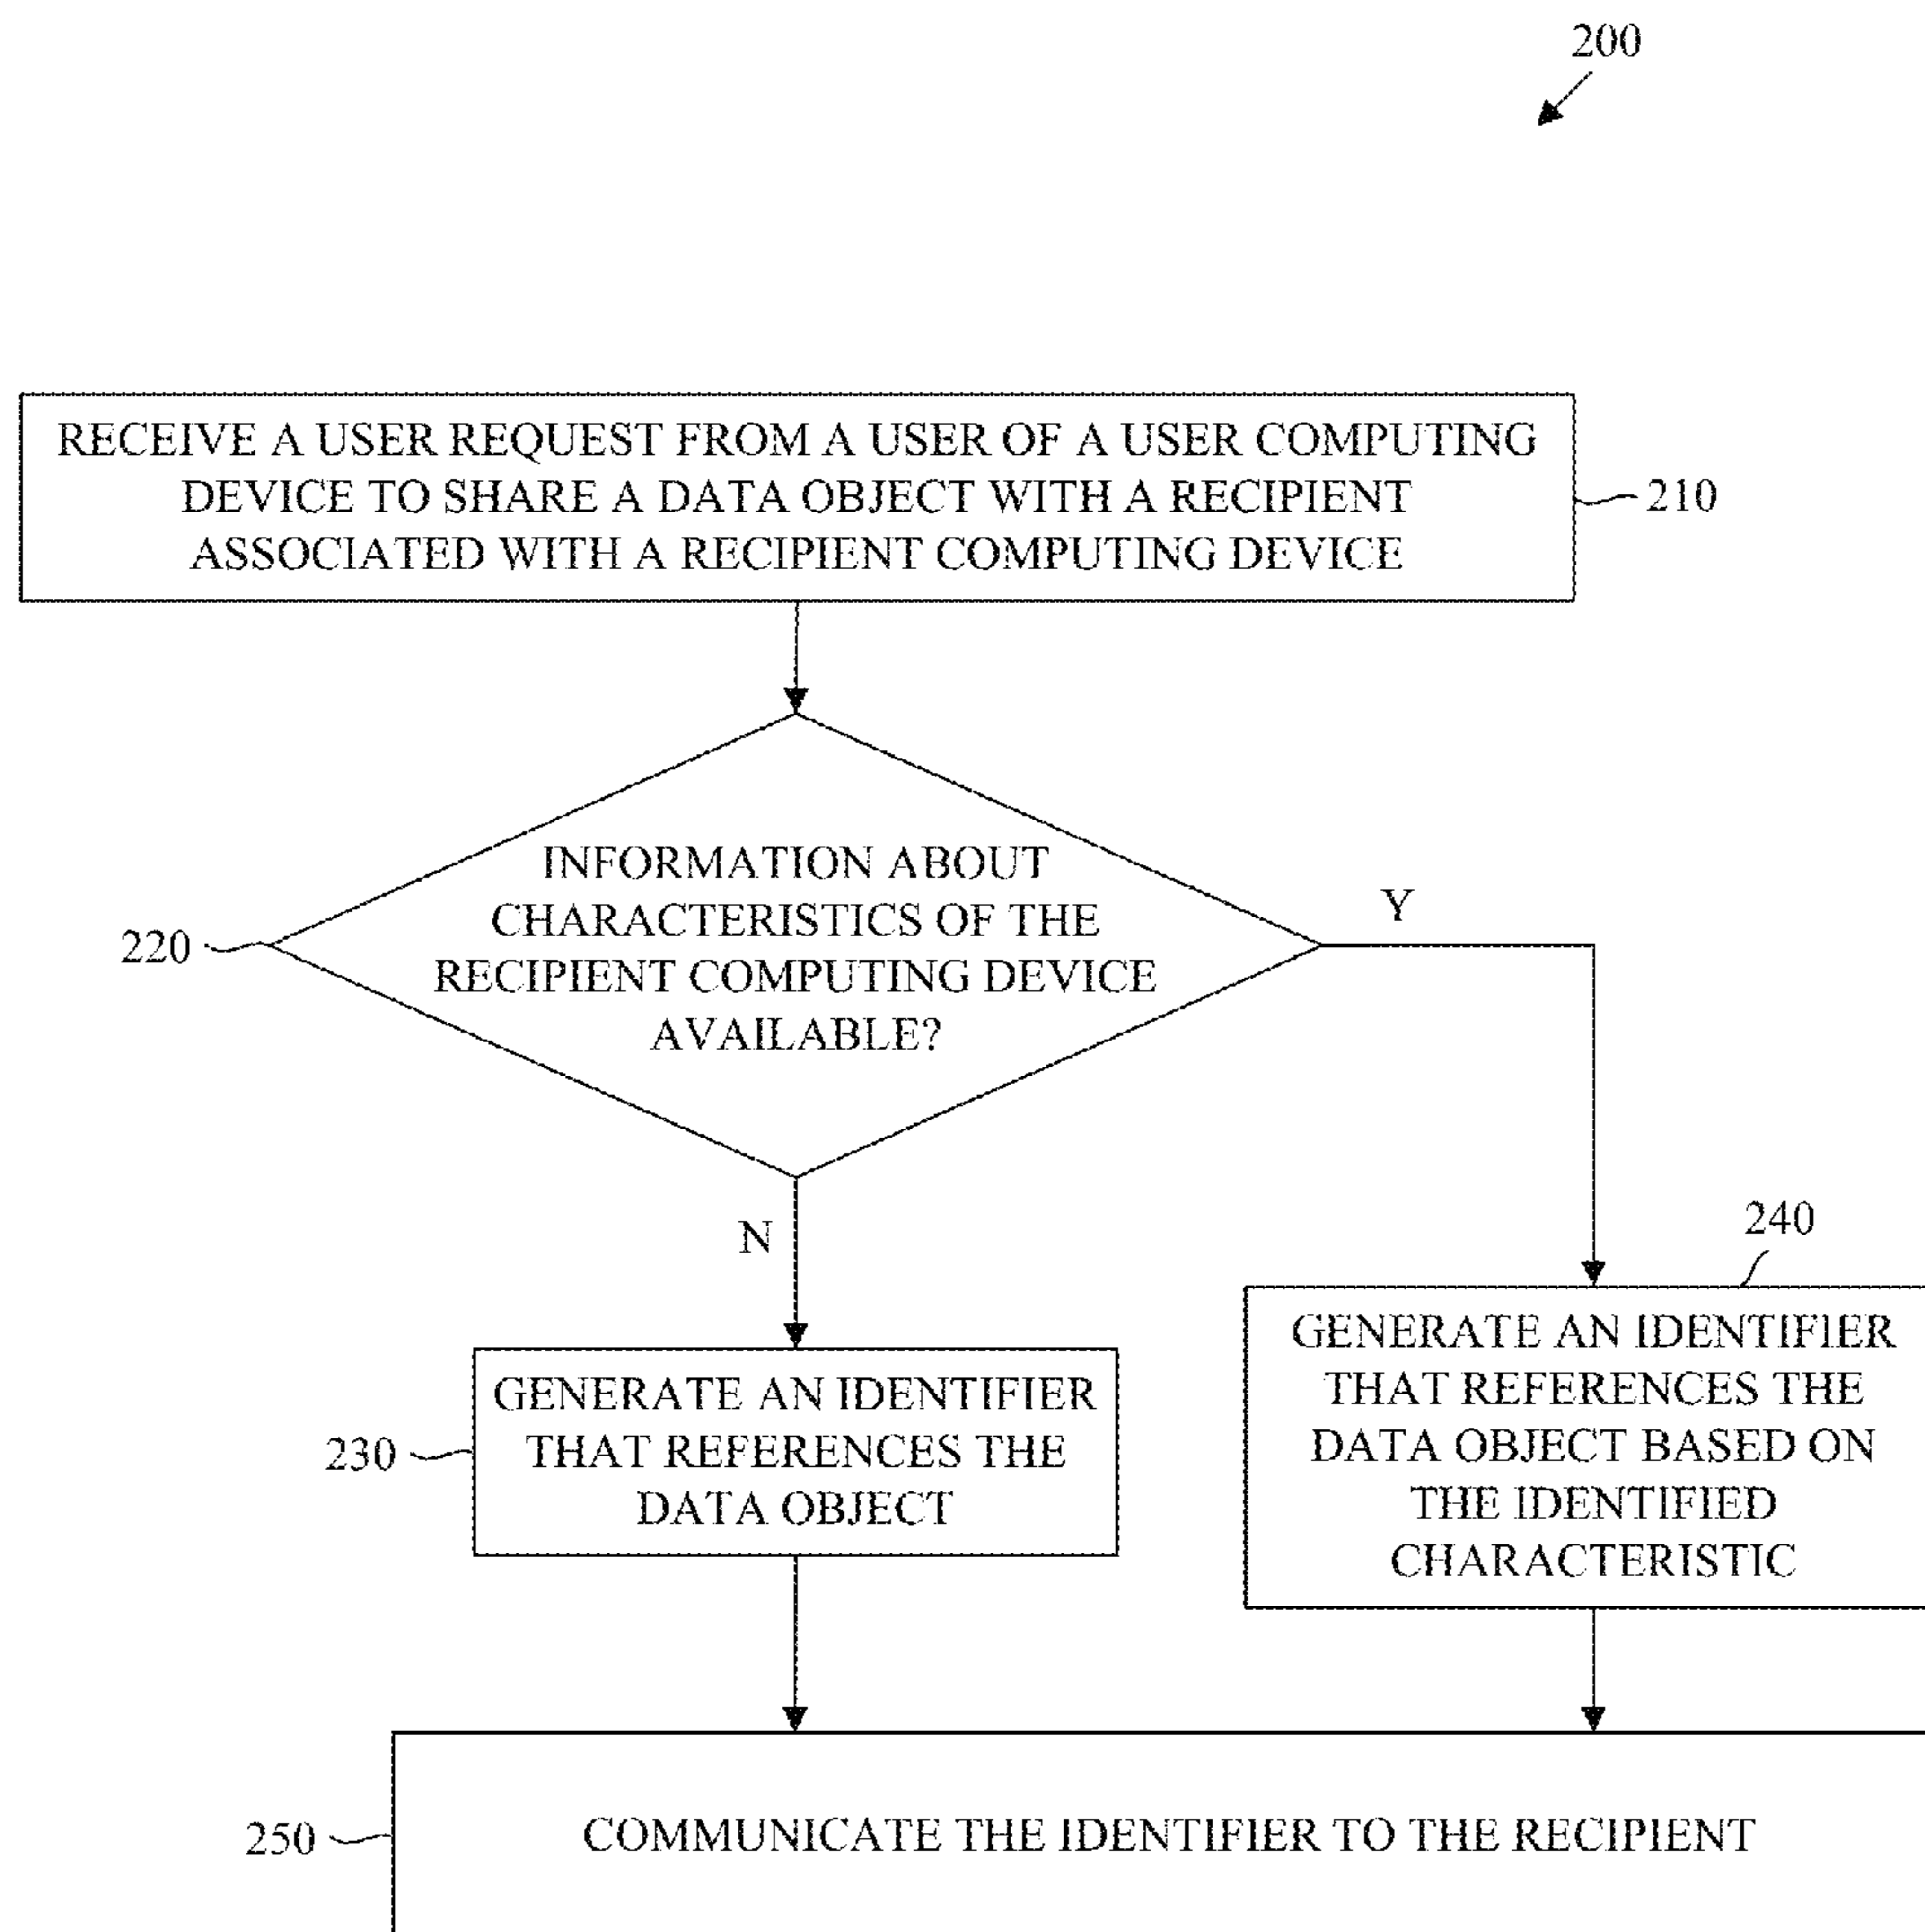 200
RECEIVE A USER REQUEST FROM A USER OF A USER COMPUTING
DEVICE TO SHARE A DATA OBJECT WITH A RECIPIENT
ASSOCIATED WITH A RECIPIENT COMPUTING DEVICE
210
INFORMATION ABOUT
CHARACTERISTICS OF THE
RECIPIENT COMPUTING DEVICE
AVAILABLE?
220
Y
N
240
GENERATE AN IDENTIFIER
THAT REFERENCES THE
DATA OBJECT
230
GENERATE AN IDENTIFIER
THAT REFERENCES THE
DATA OBJECT BASED ON
THE IDENTIFIED
CHARACTERISTIC
250
COMMUNICATE THE IDENTIFIER TO THE RECIPIENT